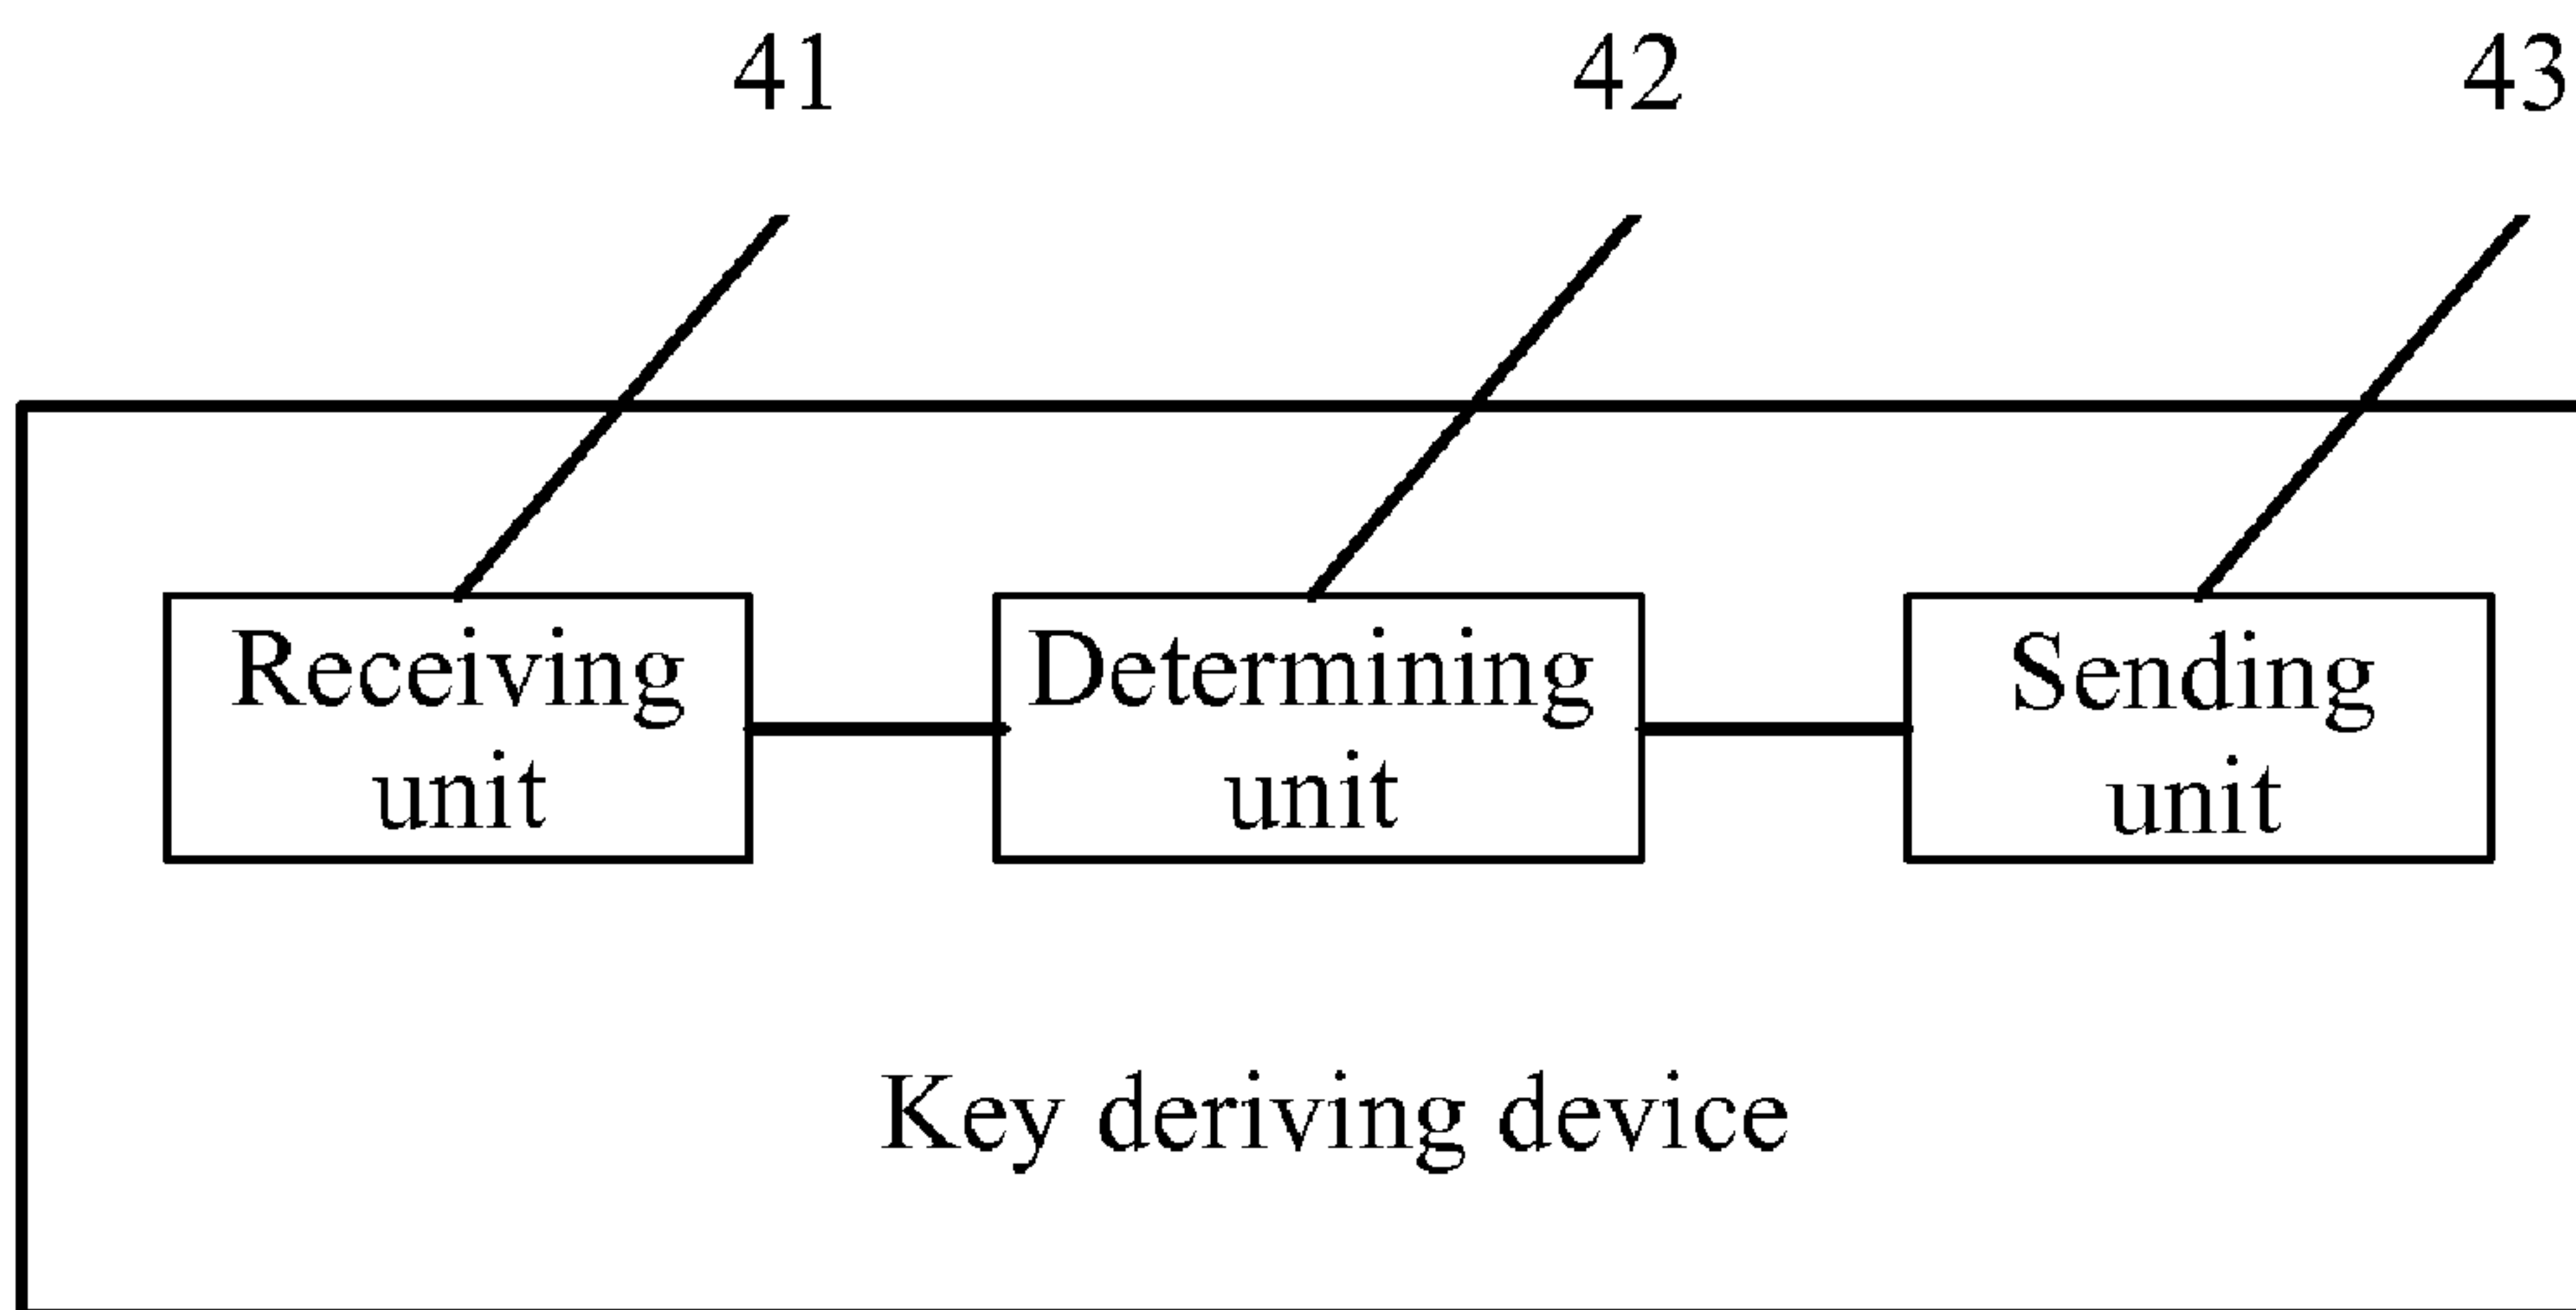 41 42 43
Receiving unit
Determining unit
Sending unit
Key deriving device